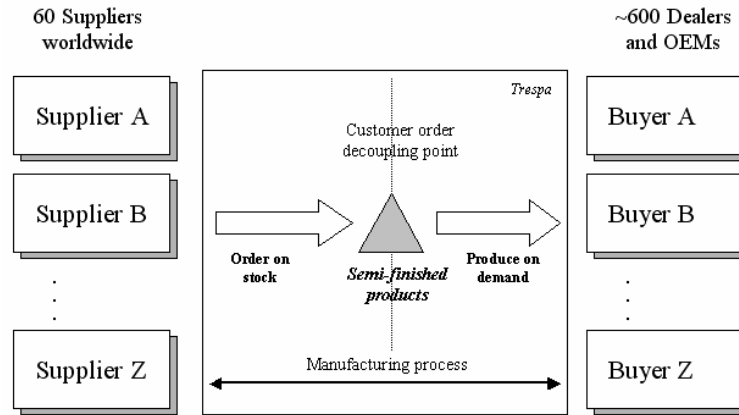 60 Suppliers
worldwide
~600 Dealers
and OEMs
Supplier A
Supplier B
.
.
.
Supplier Z
Trespa
Customer order
decoupling point
Order on
stock
Semi-finished
products
Produce on
demand
Manufacturing process
Buyer A
Buyer B
.
.
.
Buyer Z